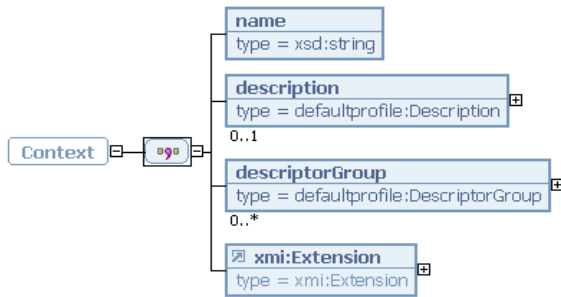 name
type = xsd:string
description
type = defaultprofile:Description
0..1
Context
descriptorGroup
type = defaultprofile:DescriptorGroup
0..*
xmi:Extension
type = xmi:Extension